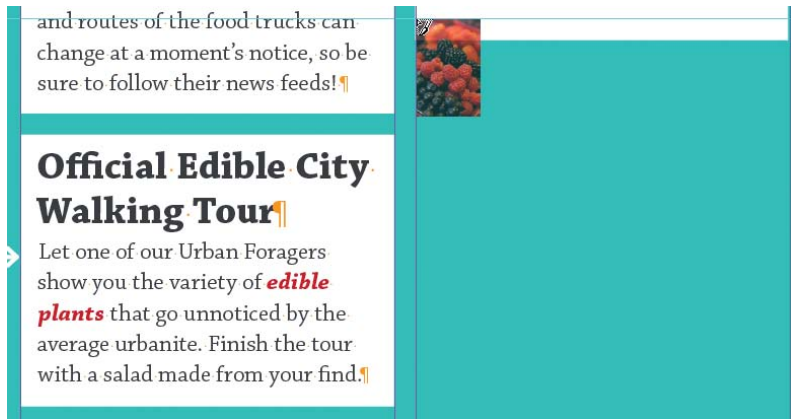 and routes of the food trucks can
change at a moment's notice, so be
sure to follow their news feeds!¶
Official Edible City
Walking Tour¶
Let one of our Urban Foragers
show you the variety of edible
plants that go unnoticed by the
average urbanite. Finish the tour
with a salad made from your find.¶